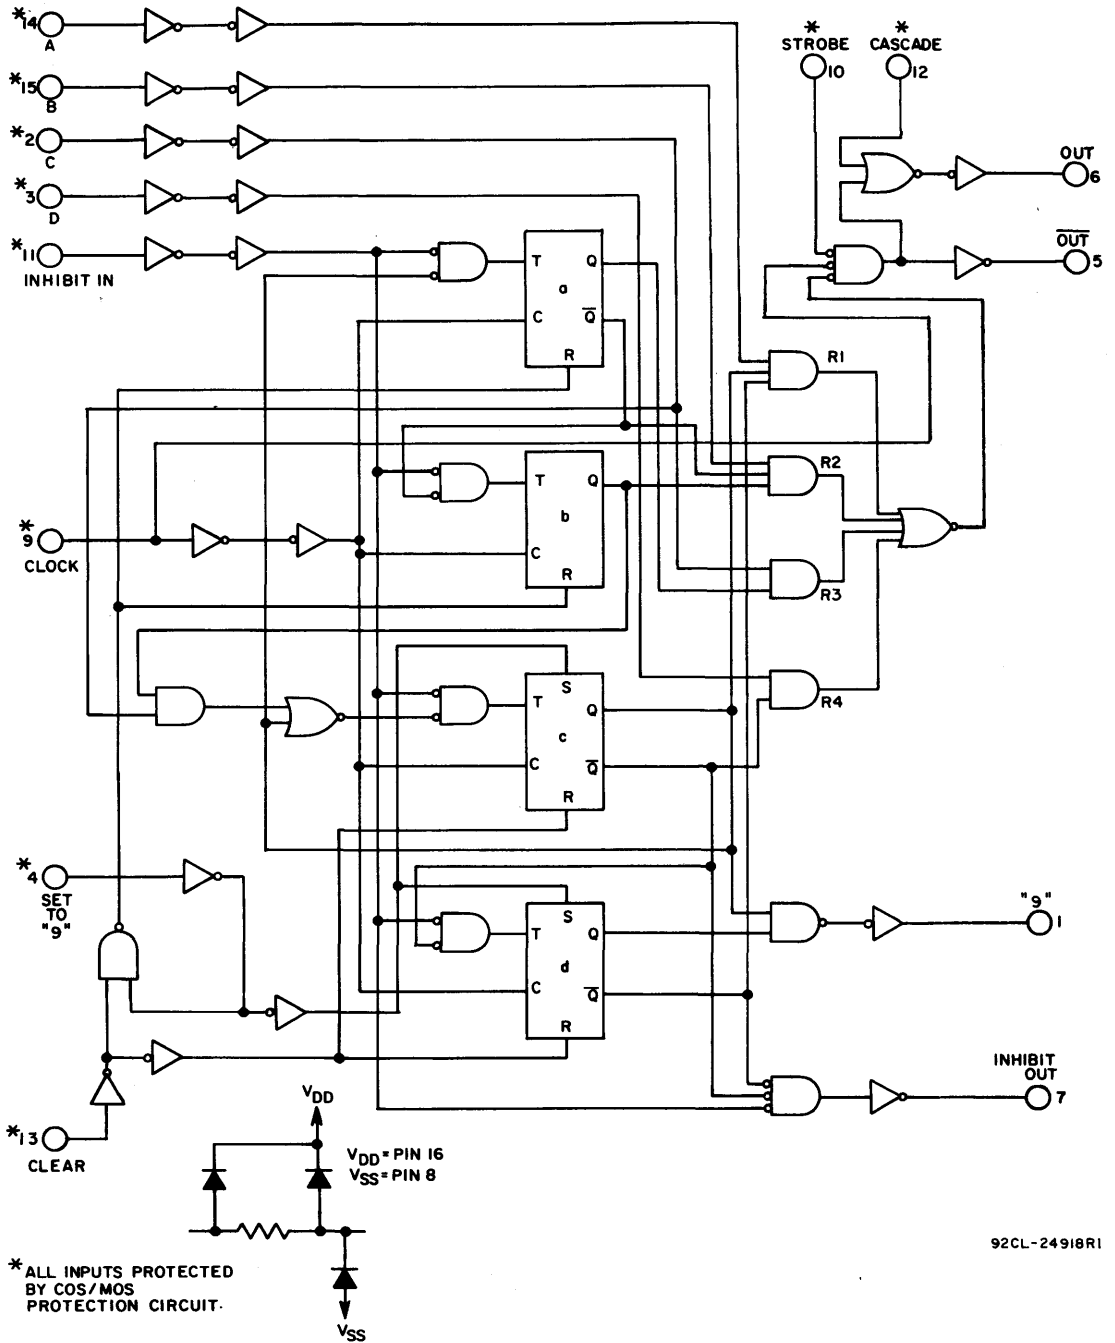 *14
A
*15
B
*2
C
*3
D
*11
INHIBIT IN
*
STROBE
10
*
CASCADE
12
OUT
6
OUT
5
T
Q
a
C
Q
R
R1
T
Q
b
C
R
R2
*
9
CLOCK
R3
S
T
Q
c
C
Q
R
R4
*4
SET
TO
"9"
S
T
Q
d
C
Q
R
"9"
1
INHIBIT
OUT
7
*13
CLEAR
VDD
VDD=PIN 16
VSS=PIN 8
VSS
*ALL INPUTS PROTECTED
BY COS/MOS
PROTECTION CIRCUIT.
92CL-24918R1